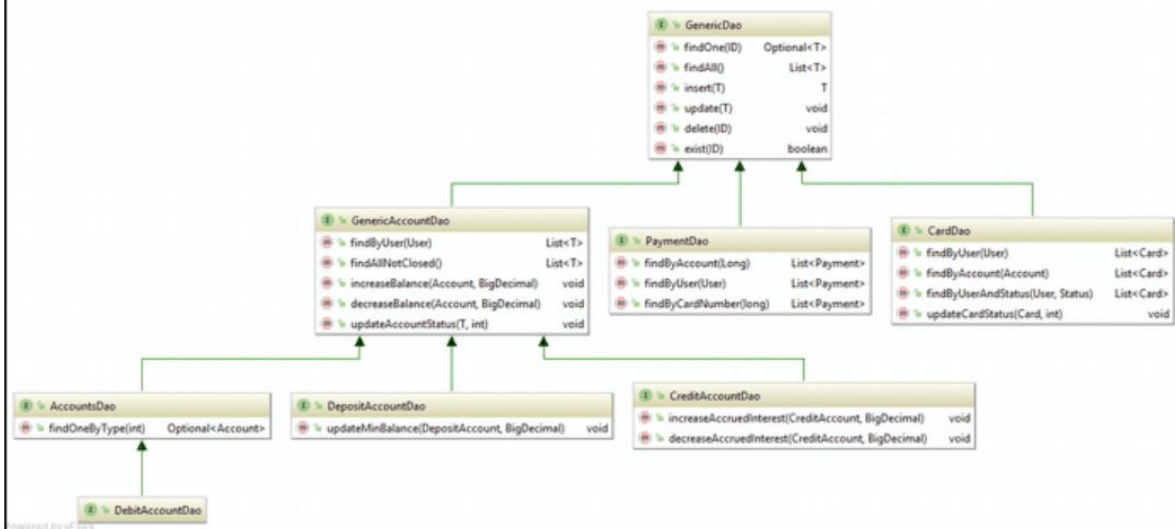 GenericDao
findOne(ID) Optional<T>
findAll() List<T>
insert(T) T
update(T) void
delete(ID) void
exist(ID) boolean
GenericAccountDao
findByUser(User) List<T>
findAllNotClosed() List<T>
increaseBalance(Account, BigDecimal) void
decreaseBalance(Account, BigDecimal) void
updateAccountStatus(T, int) void
PaymentDao
findByAccount(Long) List<Payment>
findByUser(User) List<Payment>
findByCardNumber(long) List<Payment>
CardDao
findByUser(User) List<Card>
findByAccount(Account) List<Card>
findByUserAndStatus(User, Status) List<Card>
updateCardStatus(Card, int) void
AccountsDao
findOneByType(int) Optional<Account>
DepositAccountDao
updateMinBalance(DepositAccount, BigDecimal) void
CreditAccountDao
increaseAccruedInterest(CreditAccount, BigDecimal) void
decreaseAccruedInterest(CreditAccount, BigDecimal) void
DebitAccountDao
Powered by yFiles